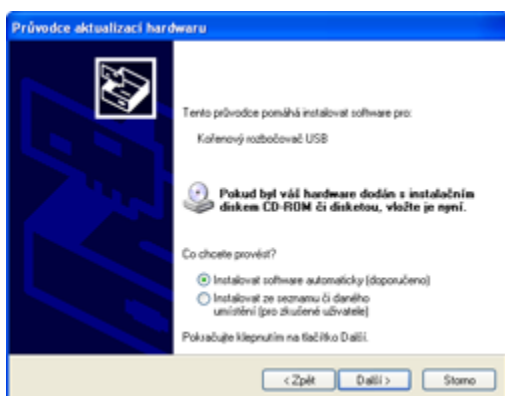 Průvodce aktualizací hardwaru
Tento průvodce pomáhá instalovat software pro:
Kořenový rozbočovač USB
Pokud byl váš hardware dodán s instalačním
diskem CD-ROM či disketou, vložte je nyní.
Co chcete provést?
Instalovat software automaticky (doporučeno)
Instalovat ze seznamu či daného
umístění (pro zkušené uživatele)
Pokračujte klepnutím na tlačítko Další.
< Zpět
Další >
Storno